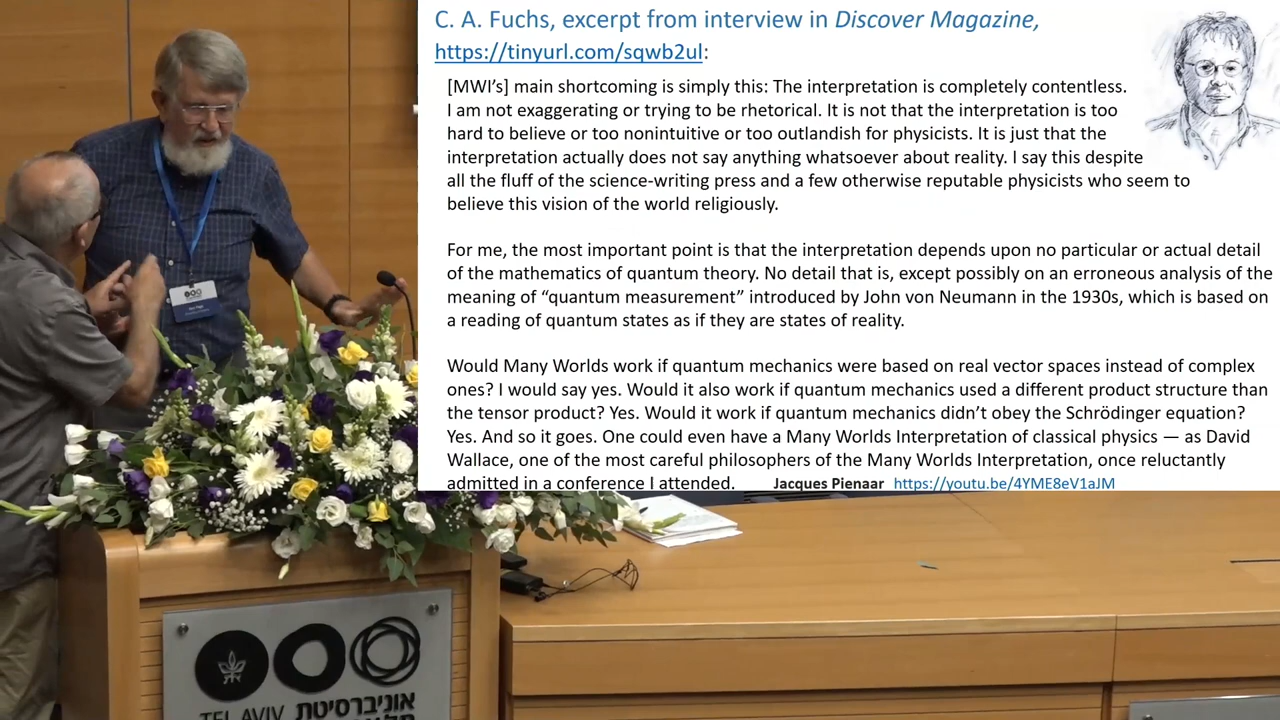 C. A. Fuchs, excerpt from interview in Discover Magazine,
https://tinyurl.com/sqwb2ul:
[MWI's] main shortcoming is simply this: The interpretation is completely contentless.
I am not exaggerating or trying to be rhetorical. It is not that the interpretation is too
hard to believe or too nonintuitive or too outlandish for physicists. It is just that the
interpretation actually does not say anything whatsoever about reality. I say this despite
all the fluff of the science-writing press and a few otherwise reputable physicists who seem to
believe this vision of the world religiously.
For me, the most important point is that the interpretation depends upon no particular or actual detail
of the mathematics of quantum theory. No detail that is, except possibly on an erroneous analysis of the
meaning of “quantum measurement” introduced by John von Neumann in the 1930s, which is based on
a reading of quantum states as if they are states of reality.
Would Many Worlds work if quantum mechanics were based on real vector spaces instead of complex
ones? I would say yes. Would it also work if quantum mechanics used a different product structure than
the tensor product? Yes. Would it work if quantum mechanics didn't obey the Schrödinger equation?
Yes. And so it goes. One could even have a Many Worlds Interpretation of classical physics — as David
Wallace, one of the most careful philosophers of the Many Worlds Interpretation, once reluctantly
admitted in a conference I attended. Jacques Pienaar https://youtu.be/4YME8eV1aJM
TEL AVIV אוניברסיטת